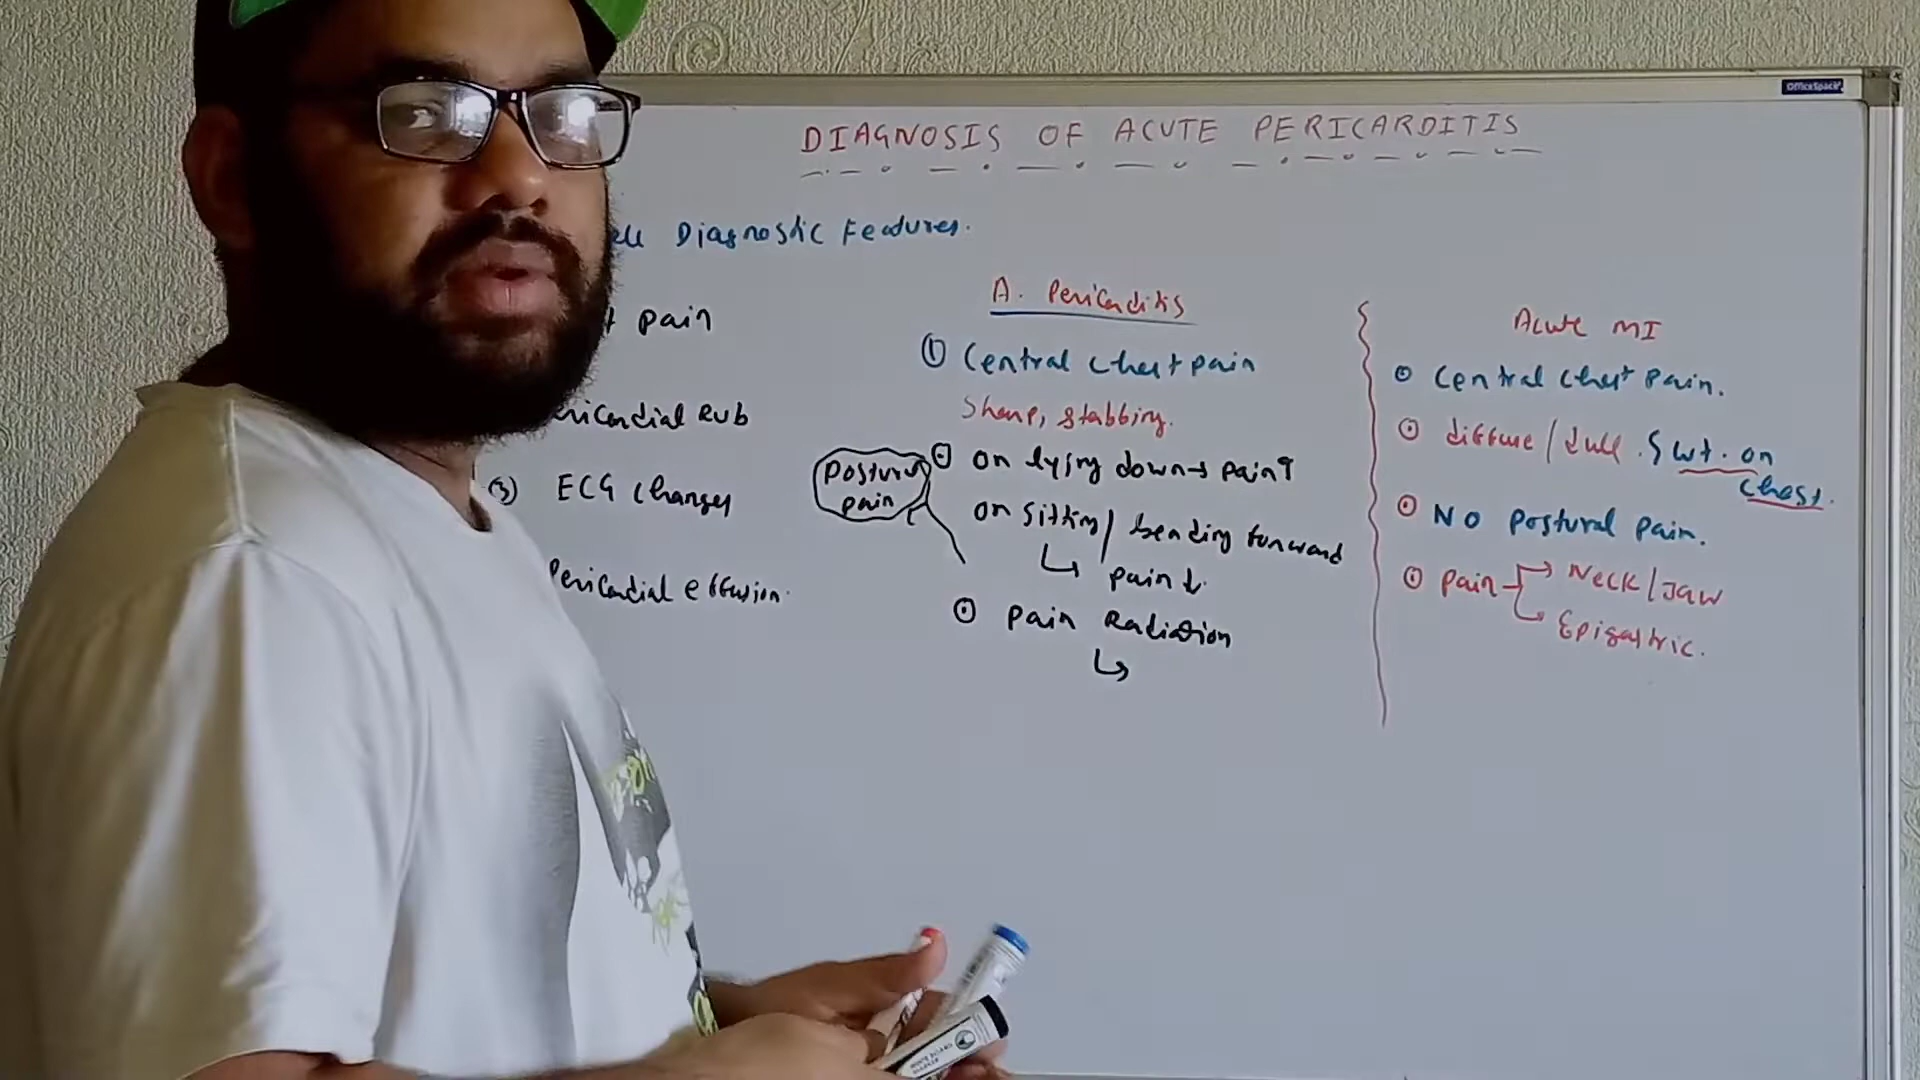 OfficeSpace
DIAGNOSIS OF ACUTE PERICARDITIS
Diagnostic Features.
pain
Pericardial Rub
(3) ECG changes
Pericardial effusion.
A. Pericarditis
① Central chest pain
Sharp, stabbing.
⊙ on lying down → pain↑
postural
pain
on sitting / bending forward
↳ pain ↓.
⊙ pain Radiation
↳
Acute MI
⊙ central chest pain.
⊙ diffuse / dull. wt. on
chest.
⊙ NO postural pain.
⊙ pain → Neck / Jaw
↳ Epigastric.